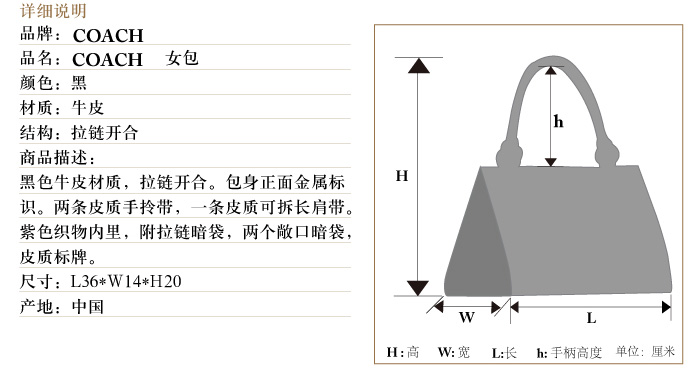 详细说明
品牌：COACH
品名：COACH 女包
颜色：黑
材质：牛皮
结构：拉链开合
商品描述：
黑色牛皮材质，拉链开合。包身正面金属标
识。两条皮质手拎带，一条皮质可拆长肩带。
紫色织物内里，附拉链暗袋，两个敞口暗袋，
皮质标牌。
尺寸：L36*W14*H20
产地：中国
h
H
W
L
H:高 W:宽 L:长 h:手柄高度 单位：厘米